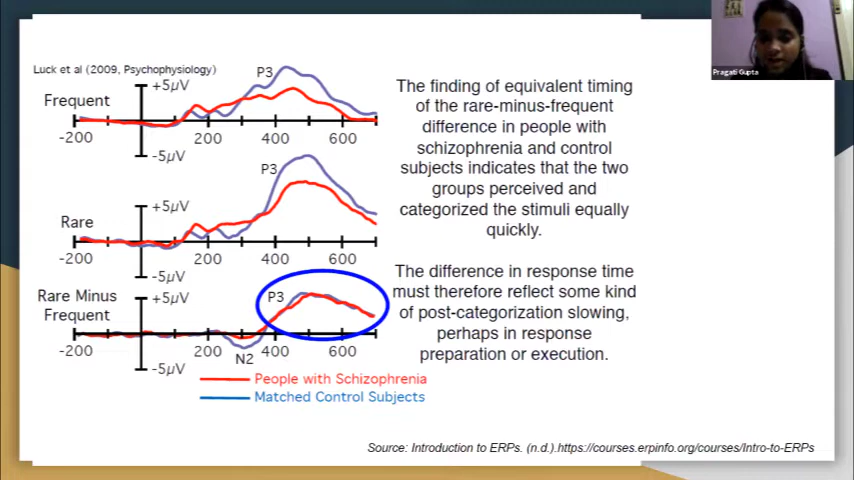 Pragati Gupta
Luck et al (2009, Psychophysiology)
Frequent
+5µV
P3
-200
200
400
600
-5µV
Rare
+5µV
P3
-200
200
400
600
-5µV
Rare Minus
Frequent
+5µV
P3
-200
200
400
600
N2
-5µV
People with Schizophrenia
Matched Control Subjects
The finding of equivalent timing
of the rare-minus-frequent
difference in people with
schizophrenia and control
subjects indicates that the two
groups perceived and
categorized the stimuli equally
quickly.
The difference in response time
must therefore reflect some kind
of post-categorization slowing,
perhaps in response
preparation or execution.
Source: Introduction to ERPs. (n.d.).https://courses.erpinfo.org/courses/Intro-to-ERPs